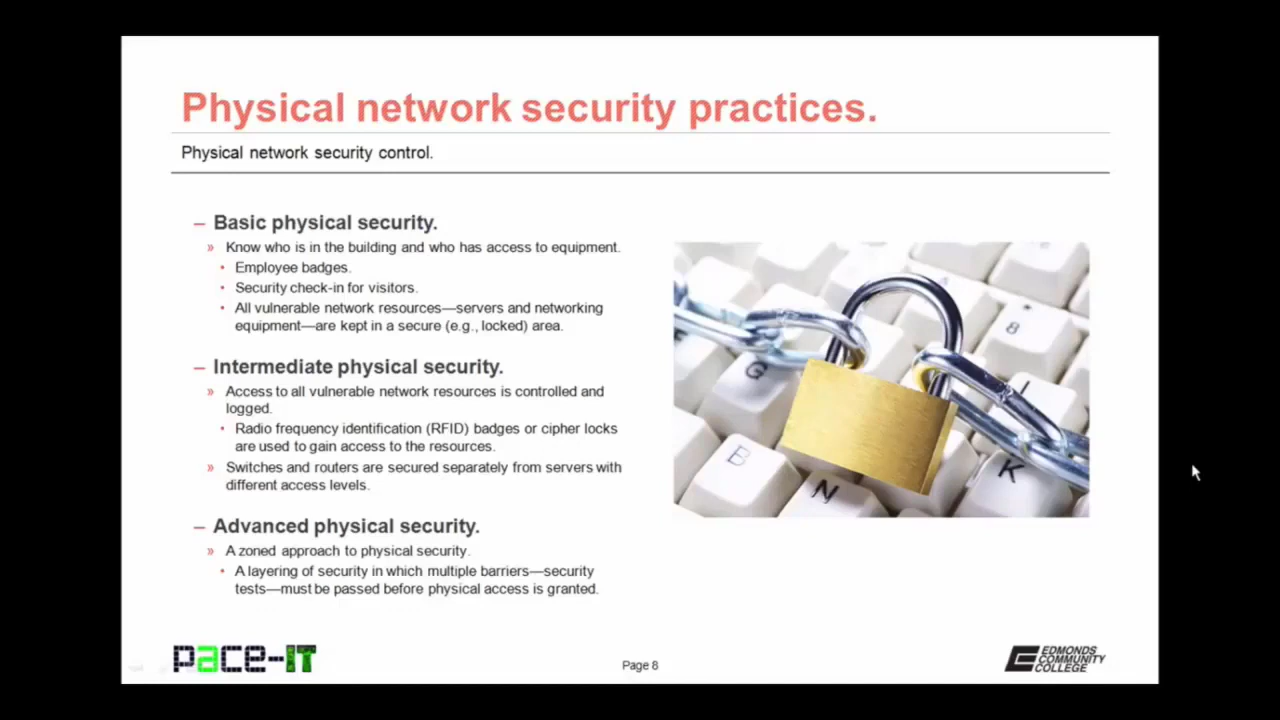 Physical network security practices.
Physical network security control.
– Basic physical security.
» Know who is in the building and who has access to equipment.
• Employee badges.
• Security check-in for visitors.
• All vulnerable network resources—servers and networking
equipment—are kept in a secure (e.g., locked) area.
– Intermediate physical security.
» Access to all vulnerable network resources is controlled and
logged.
• Radio frequency identification (RFID) badges or cipher locks
are used to gain access to the resources.
» Switches and routers are secured separately from servers with
different access levels.
– Advanced physical security.
» A zoned approach to physical security.
• A layering of security in which multiple barriers—security
tests—must be passed before physical access is granted.
8
G
B
N
K
pace-IT
Page 8
EDMONDS
COMMUNITY
COLLEGE